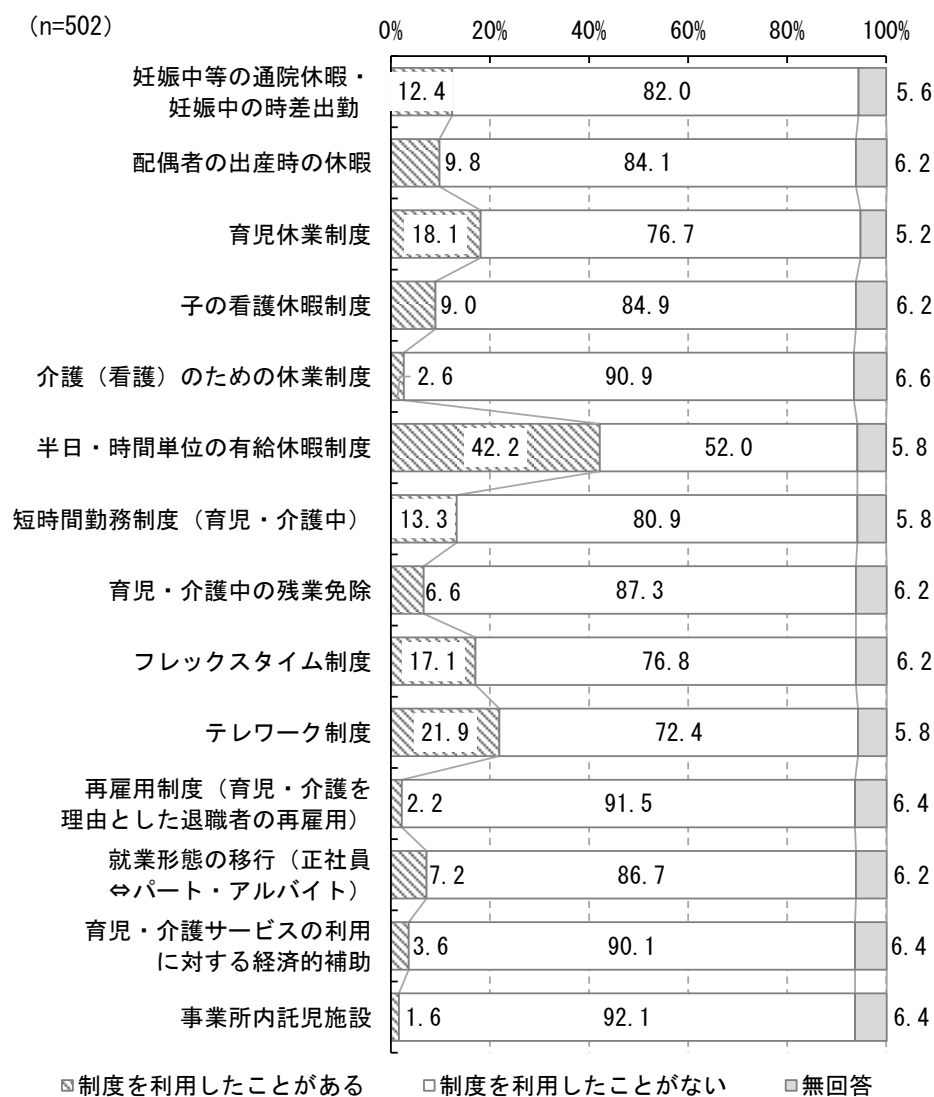 (n=502)
0% 20% 40% 60% 80% 100%
妊娠中等の通院休暇・
妊娠中の時差出勤
12.4 82.0 5.6
配偶者の出産時の休暇 9.8 84.1 6.2
育児休業制度 18.1 76.7 5.2
子の看護休暇制度 9.0 84.9 6.2
介護（看護）のための休業制度 2.6 90.9 6.6
半日・時間単位の有給休暇制度 42.2 52.0 5.8
短時間勤務制度（育児・介護中） 13.3 80.9 5.8
育児・介護中の残業免除 6.6 87.3 6.2
フレックスタイム制度 17.1 76.8 6.2
テレワーク制度 21.9 72.4 5.8
再雇用制度（育児・介護を
理由とした退職者の再雇用）
2.2 91.5 6.4
就業形態の移行（正社員
⇔パート・アルバイト）
7.2 86.7 6.2
育児・介護サービスの利用
に対する経済的補助
3.6 90.1 6.4
事業所内託児施設 1.6 92.1 6.4
制度を利用したことがある 制度を利用したことがない 無回答